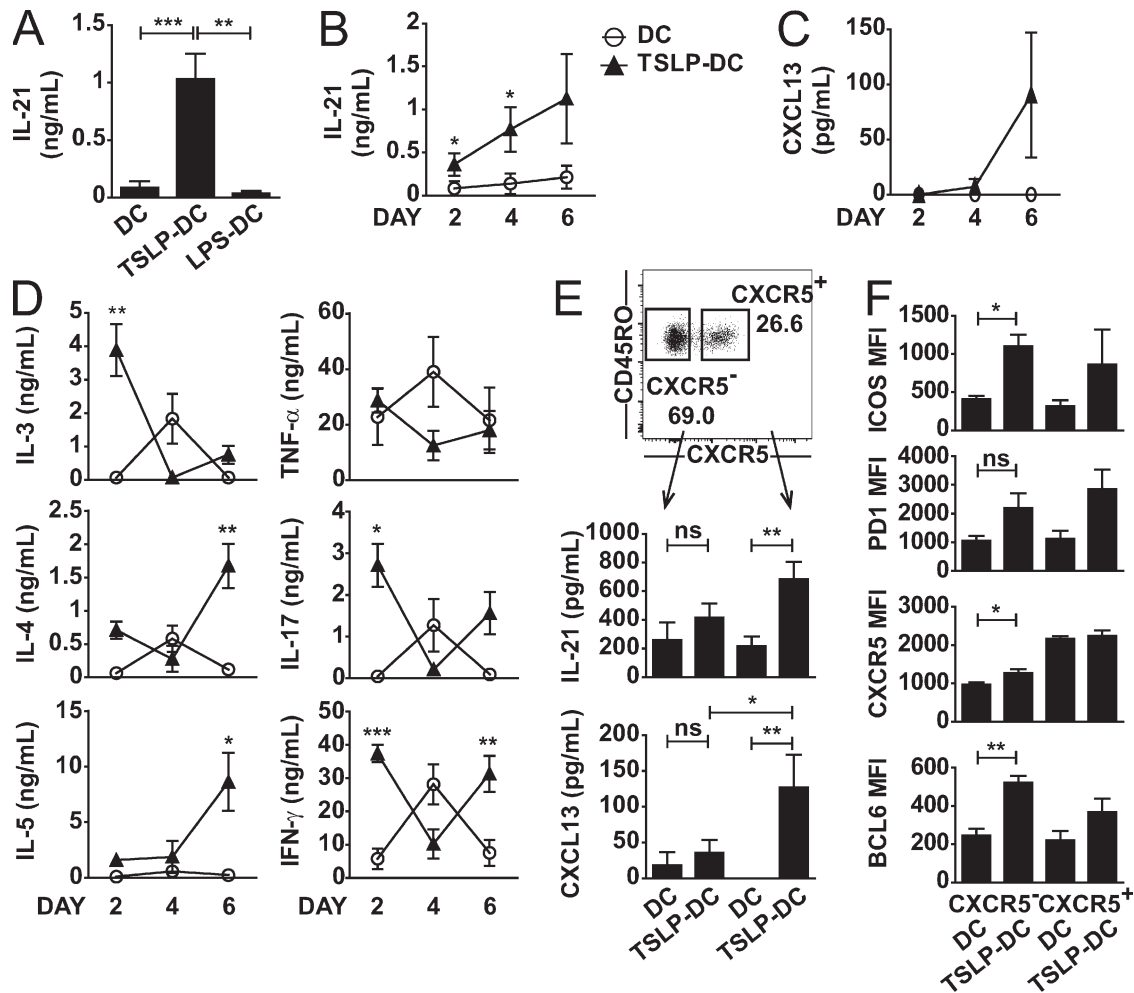 A
IL-21
(ng/mL)
1.5
1
0.5
0
*** **
DC
TSLP-DC
LPS-DC
B
IL-21
(ng/mL)
2
1.5
1
0.5
0
* *
DAY 2 4 6
DC
TSLP-DC
C
CXCL13
(pg/mL)
150
100
50
0
DAY 2 4 6
D
IL-3 (ng/mL)
5
4
3
2
1
0
**
TNF-α (ng/mL)
60
40
20
0
IL-4 (ng/mL)
2.5
2
1.5
1
0.5
0
**
IL-17 (ng/mL)
4
3
2
1
0
*
IL-5 (ng/mL)
15
10
5
0
*
DAY 2 4 6
IFN-γ (ng/mL)
50
40
30
20
10
0
*** **
2 4 6
E
CD45RO
CXCR5+
26.6
CXCR5-
69.0
CXCR5
IL-21 (pg/mL)
1000
800
600
400
200
0
ns **
CXCL13 (pg/mL)
200
150
100
50
0
*
ns **
DC
TSLP-DC
DC
TSLP-DC
F
ICOS MFI
1500
1000
500
0
*
PD1 MFI
4000
3000
2000
1000
0
ns
CXCR5 MFI
3000
2000
1000
0
*
BCL6 MFI
600
400
200
0
**
CXCR5- CXCR5+
DC
TSLP-DC
DC
TSLP-DC